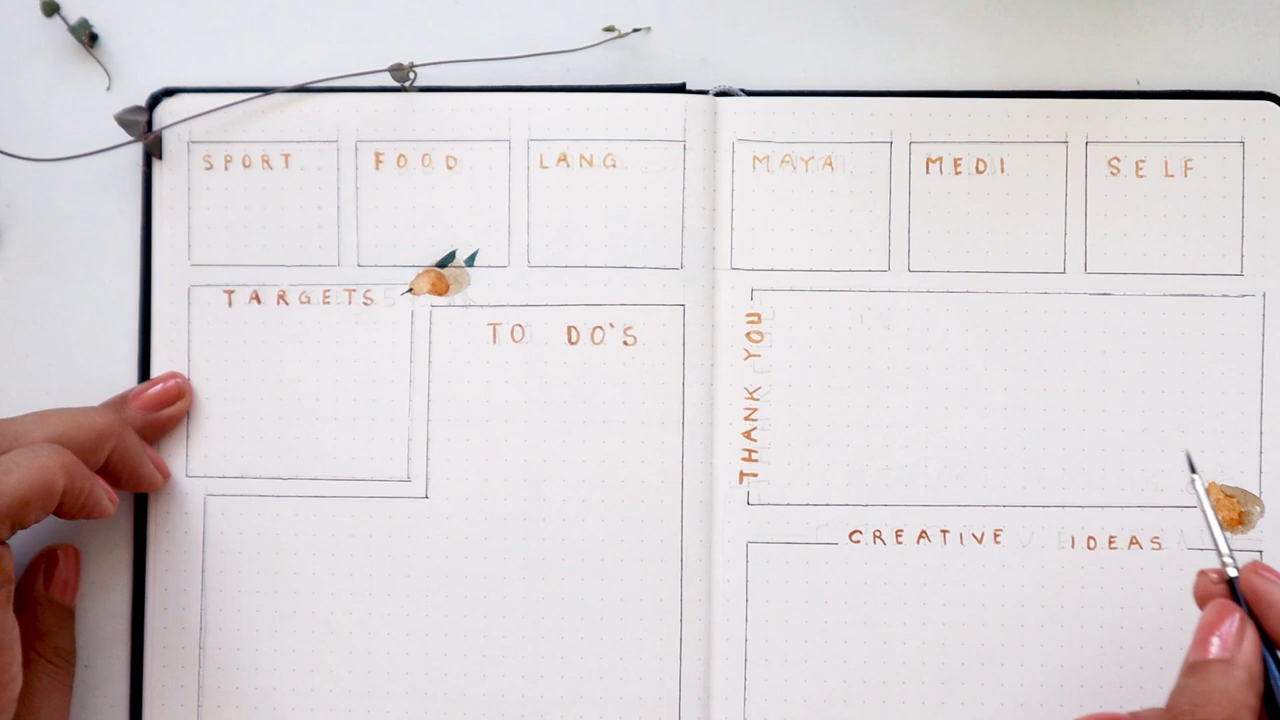 SPORT
FOOD
LANG
MAYA
MEDI
SELF
TARGETS
TO DO'S
THANK YOU
CREATIVE IDEAS